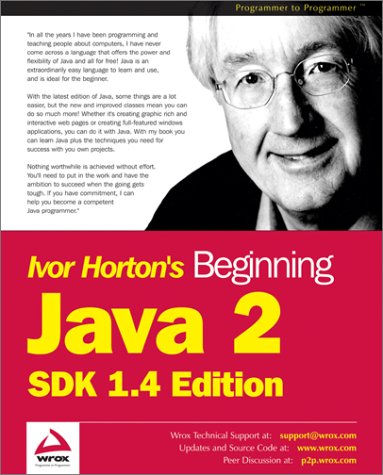 Programmer to Programmer ™
"In all the years I have been programming and
teaching people about computers, I have never
come across a language that offers the power and
flexibility of Java and all for free! Java is an
extraordinarily easy language to learn and use,
and is ideal for the beginner.
With the latest edition of Java, some things are a lot
easier, but the new and improved classes mean you can
do so much more! Whether it's creating graphic rich and
interactive web pages or creating full-featured windows
applications, you can do it with Java. With my book you
can learn Java plus the techniques you need for
success with you own projects.
Nothing worthwhile is achieved without effort.
You'll need to put in the work and have the
ambition to succeed when the going gets
tough. If you have commitment, I can
help you become a competent
Java programmer."
Ivor Horton's Beginning
Java 2
SDK 1.4 Edition
wrox
Programmer to Programmer
Wrox Technical Support at: support@wrox.com
Updates and Source Code at: www.wrox.com
Peer Discussion at: p2p.wrox.com